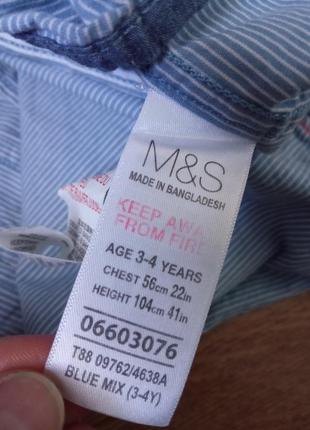 M&S
MADE IN BANGLADESH
KEEP AWAY
FROM FIRE
AGE 3-4 YEARS
CHEST 56cm 22in
HEIGHT 104cm 41in
06603076
T88 09762/4638A
BLUE MIX (3-4Y)